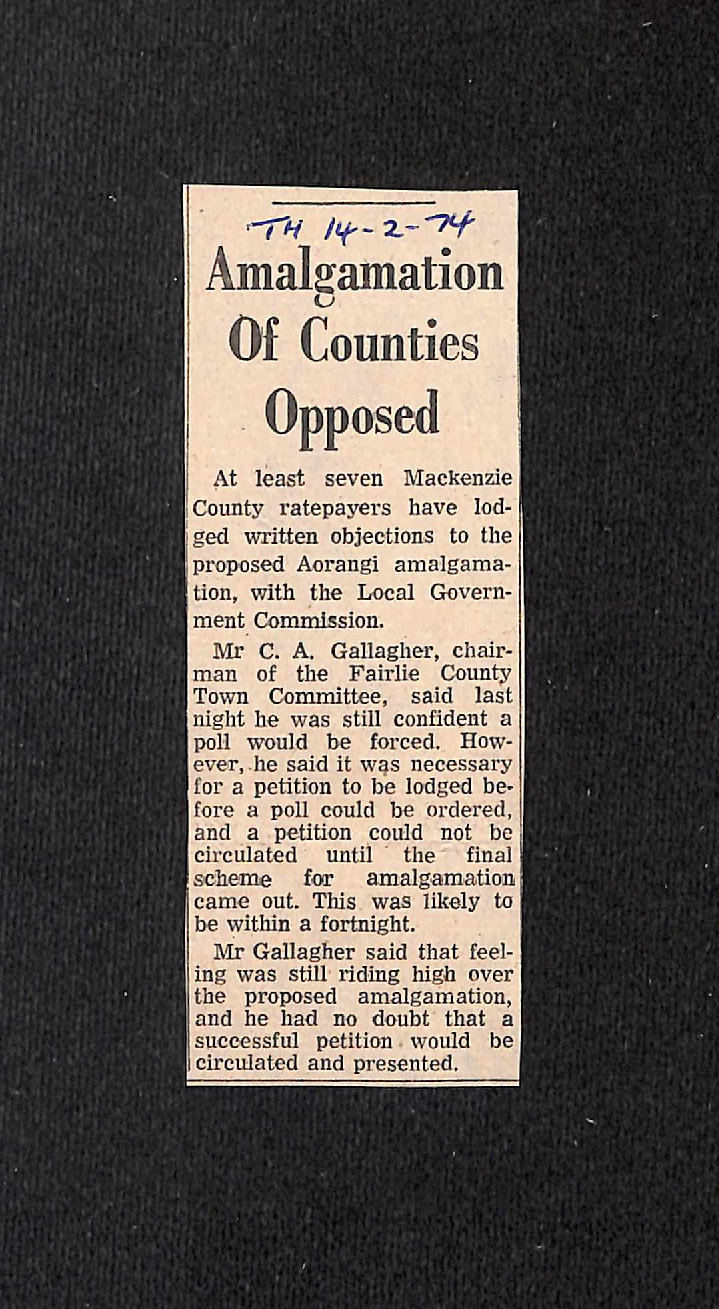 TH 14-2-74
Amalgamation
Of Counties
Opposed
At least seven Mackenzie
County ratepayers have lod-
ged written objections to the
proposed Aorangi amalgama-
tion, with the Local Govern-
ment Commission.
Mr C. A. Gallagher, chair-
man of the Fairlie County
Town Committee, said last
night he was still confident a
poll would be forced. How-
ever, he said it was necessary
for a petition to be lodged be-
fore a poll could be ordered,
and a petition could not be
circulated until the final
scheme for amalgamation
came out. This was likely to
be within a fortnight.
Mr Gallagher said that feel-
ing was still riding high over
the proposed amalgamation,
and he had no doubt that a
successful petition would be
circulated and presented.